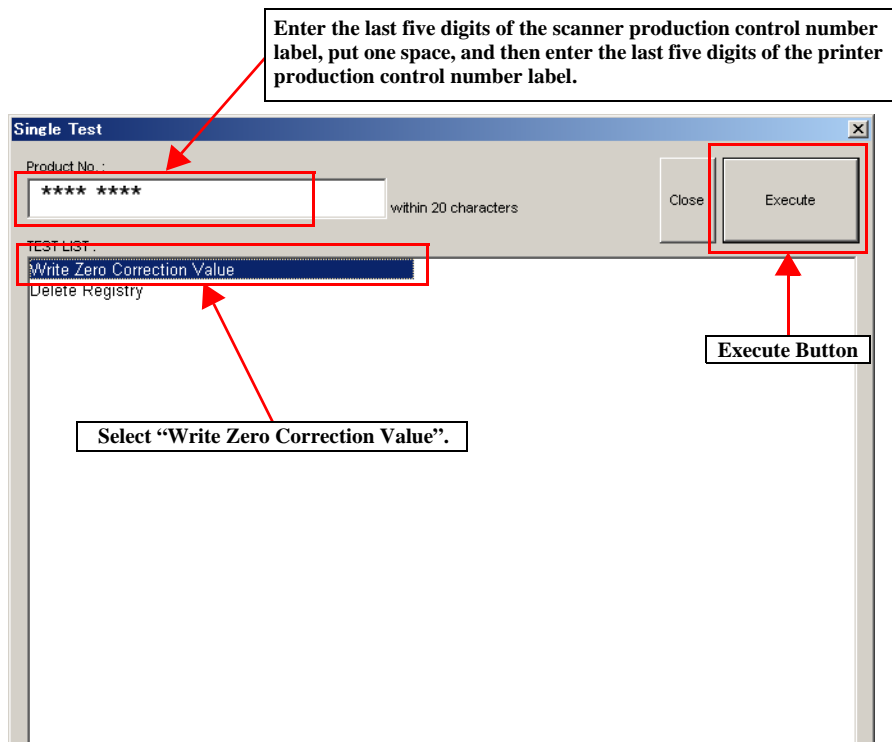 Enter the last five digits of the scanner production control number
label, put one space, and then enter the last five digits of the printer
production control number label.
Single Test
Product No. :
**** ****
within 20 characters
Close
Execute
TEST LIST :
Write Zero Correction Value
Delete Registry
Execute Button
Select “Write Zero Correction Value”.